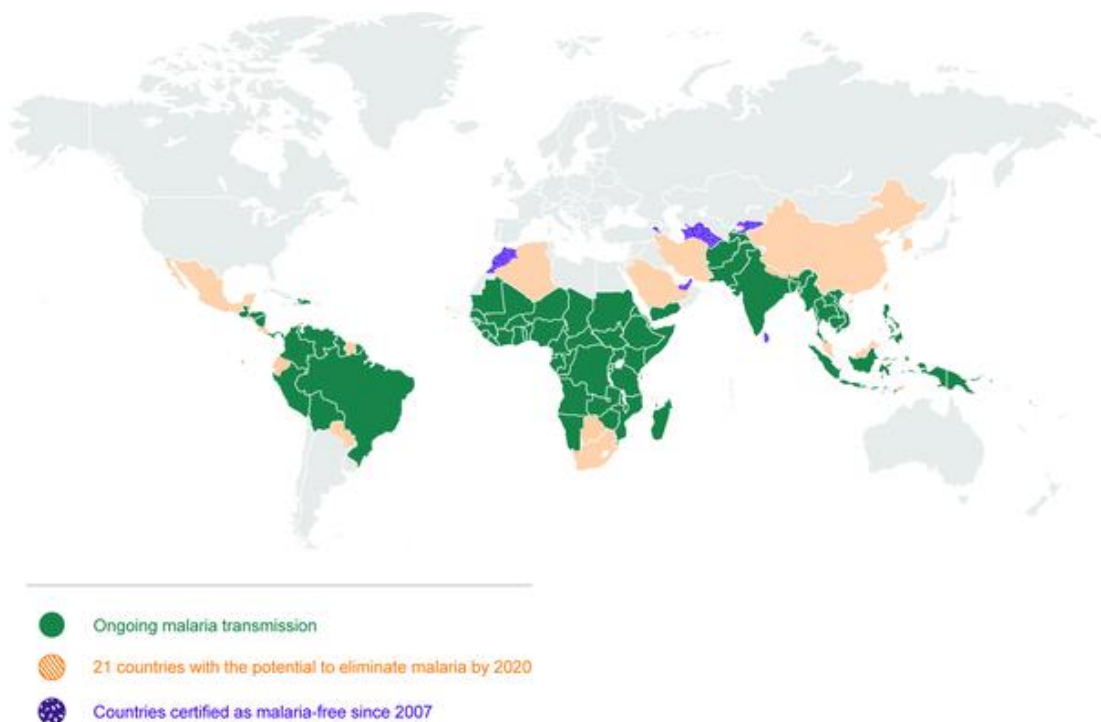 Ongoing malaria transmission
21 countries with the potential to eliminate malaria by 2020
Countries certified as malaria-free since 2007